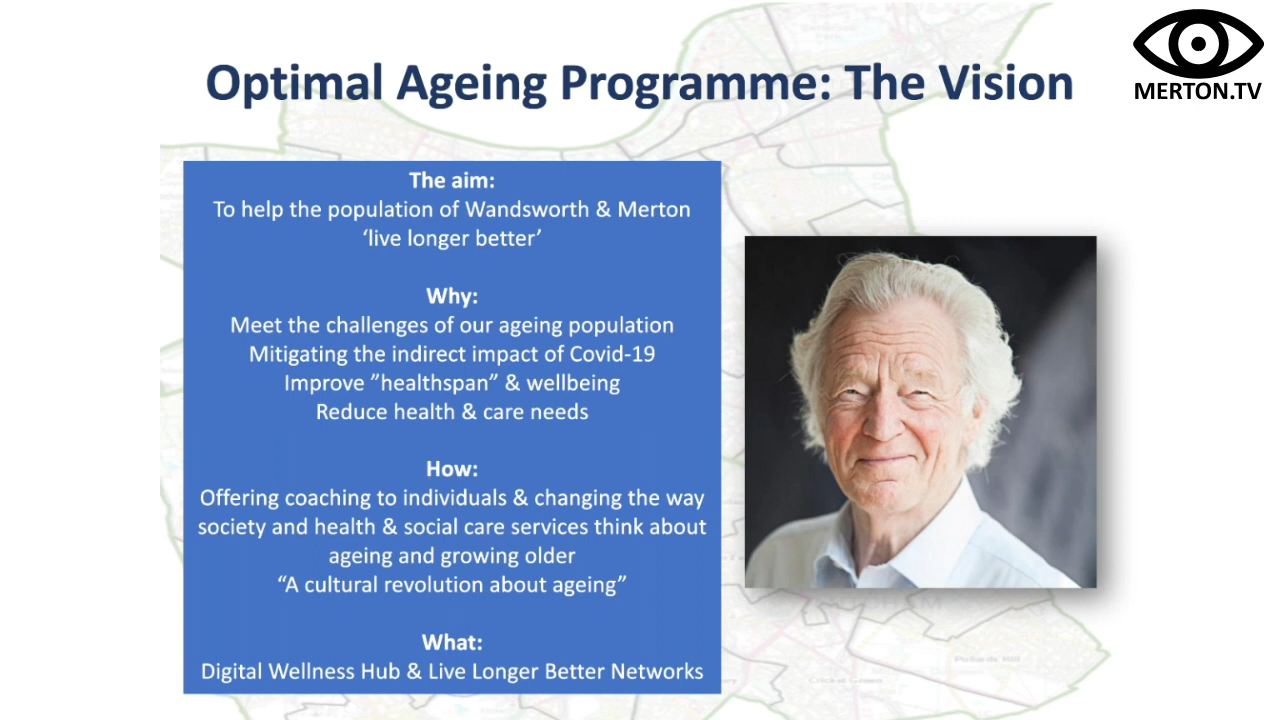 Optimal Ageing Programme: The Vision
MERTON.TV
The aim:
To help the population of Wandsworth & Merton
‘live longer better’
Why:
Meet the challenges of our ageing population
Mitigating the indirect impact of Covid-19
Improve ”healthspan” & wellbeing
Reduce health & care needs
How:
Offering coaching to individuals & changing the way
society and health & social care services think about
ageing and growing older
“A cultural revolution about ageing”
What:
Digital Wellness Hub & Live Longer Better Networks
Pollards Hill